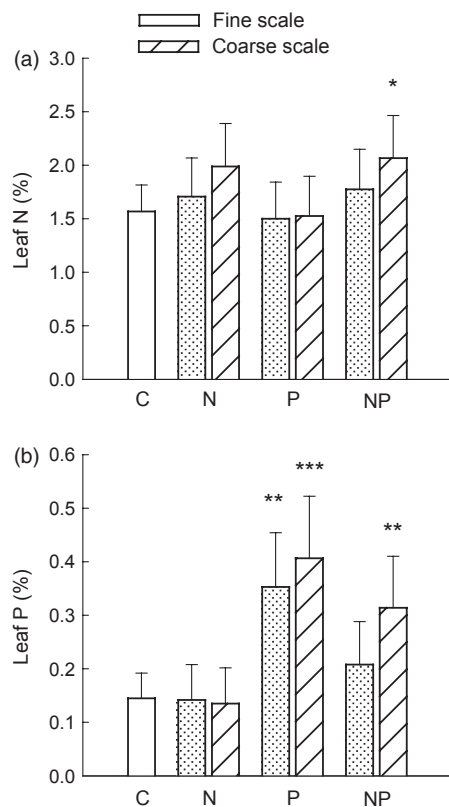 Fine scale
Coarse scale
(a)
3.0
*
2.5
2.0
1.5
1.0
0.5
0.0
Leaf N (%)
C N P NP
(b)
0.6
***
**
**
0.5
0.4
0.3
0.2
0.1
0.0
Leaf P (%)
C N P NP